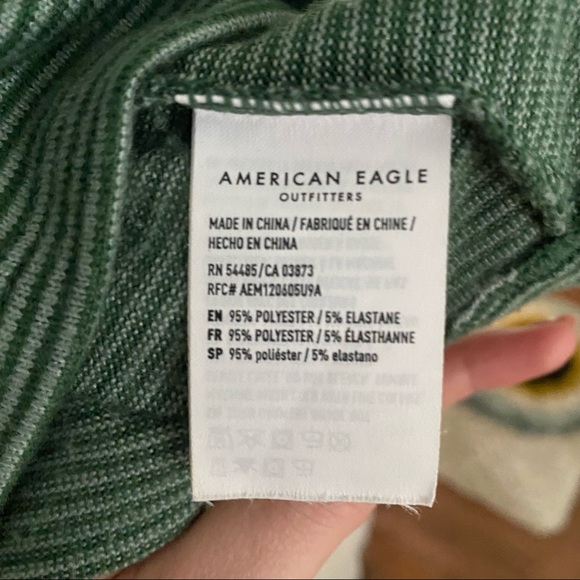 AMERICAN EAGLE
OUTFITTERS
MADE IN CHINA / FABRIQUÉ EN CHINE /
HECHO EN CHINA
RN 54485/CA 03873
RFC# AEM120605U9A
EN 95% POLYESTER / 5% ELASTANE
FR 95% POLYESTER / 5% ÉLASTHANNE
SP 95% poliéster / 5% elastano